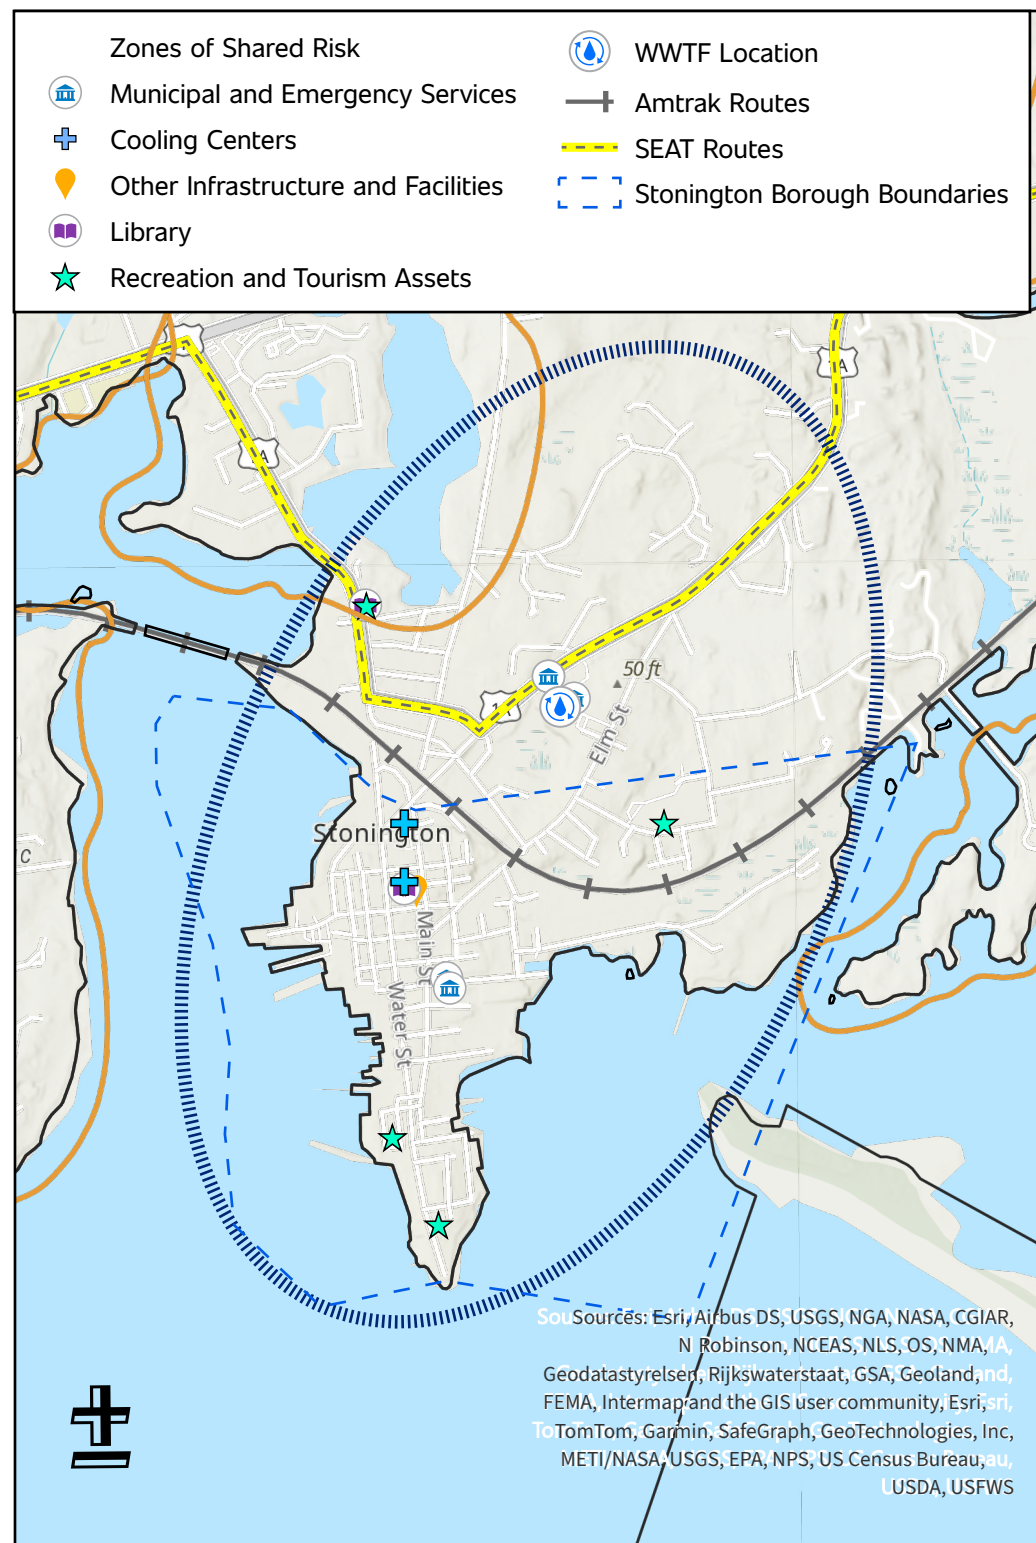 Zones of Shared Risk
Municipal and Emergency Services
Cooling Centers
Other Infrastructure and Facilities
Library
Recreation and Tourism Assets
WWTF Location
Amtrak Routes
SEAT Routes
Stonington Borough Boundaries
1A
50 ft
Elm St
Stonington
C
Main St
Water St
Sources: Esri, Airbus DS, USGS, NGA, NASA, CGIAR,
N Robinson, NCEAS, NLS, OS, NMA,
Geodatastyrelsen, Rijkswaterstaat, GSA, Geoland,
FEMA, Intermap and the GIS user community, Esri,
TomTom, Garmin, SafeGraph, GeoTechnologies, Inc,
METI/NASA, USGS, EPA, NPS, US Census Bureau,
USDA, USFWS